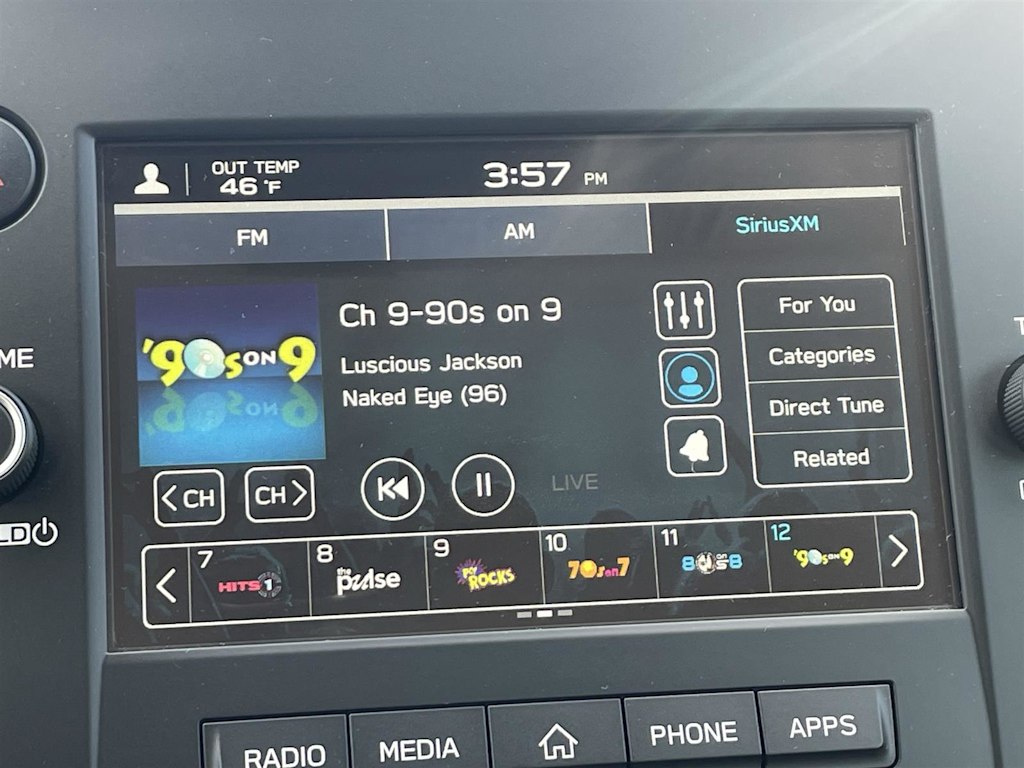 OUT TEMP
46 °F
3:57 PM
FM
AM
SiriusXM
'90s ON 9
Ch 9-90s on 9
Luscious Jackson
Naked Eye (96)
For You
Categories
Direct Tune
Related
<CH
CH>
LIVE
7
HITS 1
8
the pulse
9
POP ROCKS
10
70s on 7
11
80s on 8
12
'90s ON 9
ME
LD
T
RADIO
MEDIA
PHONE
APPS